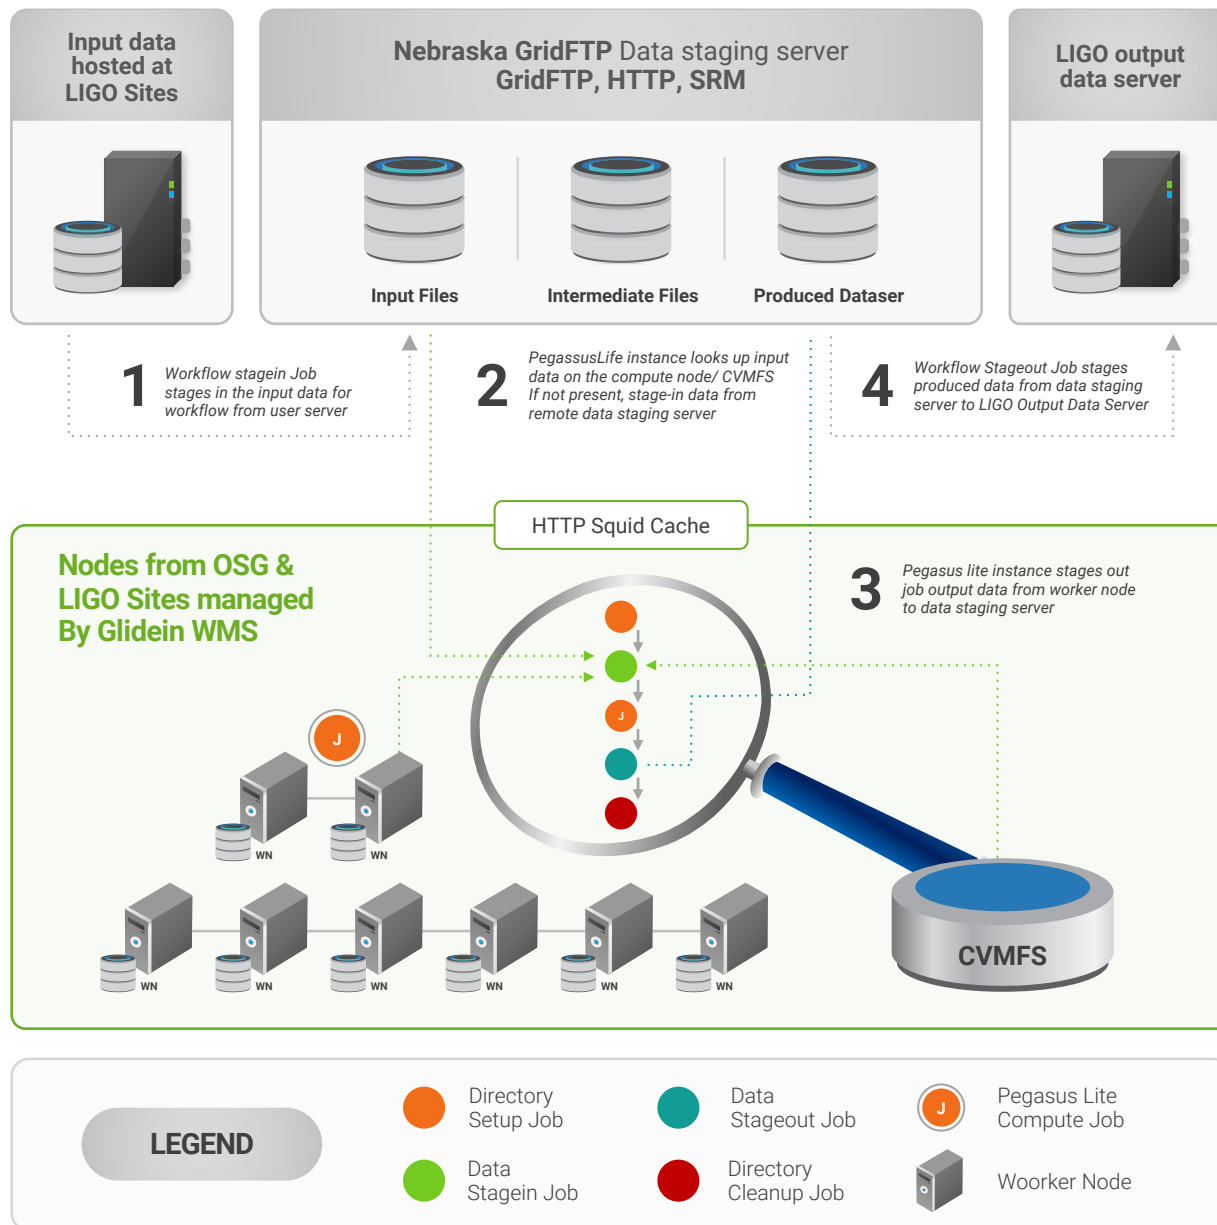 Input data
hosted at
LIGO Sites
Nebraska GridFTP Data staging server
GridFTP, HTTP, SRM
LIGO output
data server
Input Files
Intermediate Files
Produced Dataser
1
Workflow stagein Job
stages in the input data for
workflow from user server
2
PegassusLife instance looks up input
data on the compute node/ CVMFS
If not present, stage-in data from
remote data staging server
4
Workflow Stageout Job stages
produced data from data staging
server to LIGO Output Data Server
HTTP Squid Cache
Nodes from OSG &
LIGO Sites managed
By Glidein WMS
3
Pegasus lite instance stages out
job output data from worker node
to data staging server
J
J
WN
WN
WN
WN
WN
WN
WN
WN
CVMFS
LEGEND
Directory
Setup Job
Data
Stageout Job
J
Pegasus Lite
Compute Job
Data
Stagein Job
Directory
Cleanup Job
Woorker Node